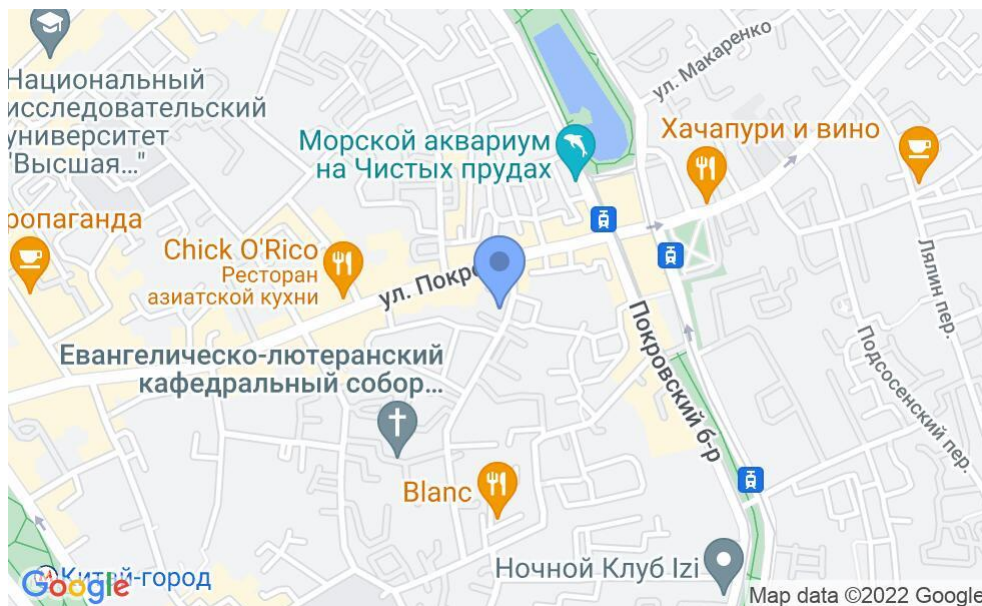 Национальный
исследовательский
университет
"Высшая..."
ул. Макаренко
Морской аквариум
на Чистых прудах
Хачапури и вино
ропаганда
Chick O'Rico
Ресторан
азиатской кухни
ул. Покро
Лялин пер.
Подсосенский пер.
Покровский б-р
Евангелическо-лютеранский
кафедральный собор...
Blanc
Ночной Клуб Izi
Китай-город
Google
Map data ©2022 Google